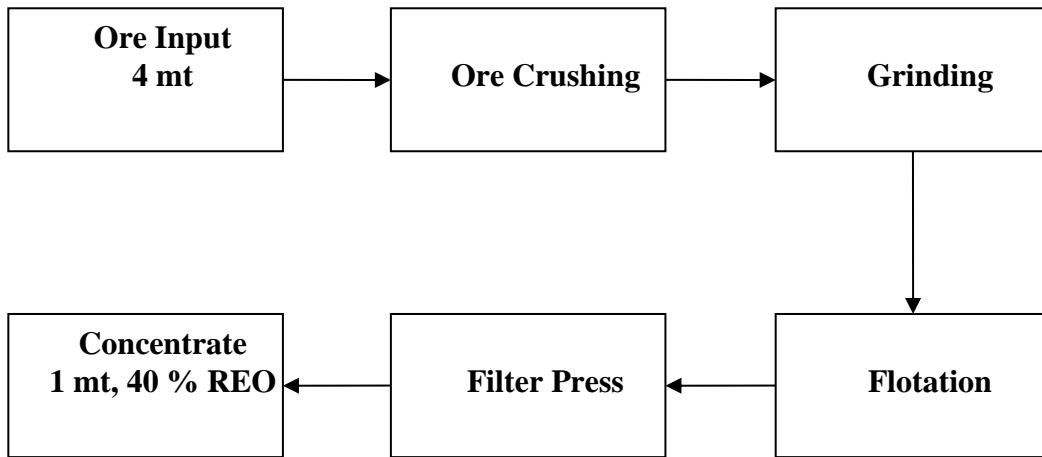 Ore Input
4 mt
Ore Crushing
Grinding
Flotation
Filter Press
Concentrate
1 mt, 40 % REO